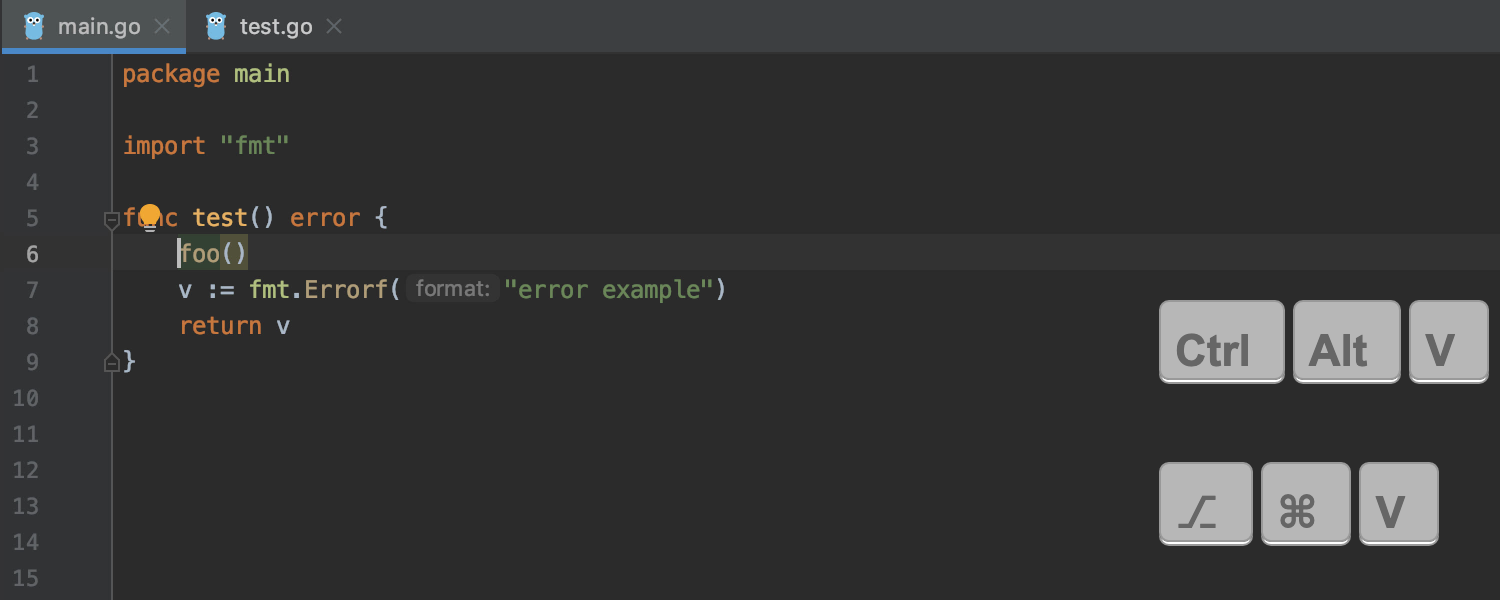 main.go test.go
1 package main
2
3 import "fmt"
4
5 func test() error {
6 foo()
7 v := fmt.Errorf( format: "error example")
8 return v
9 }
10
11
12
13
14
15
Ctrl Alt V
⌥ ⌘ V